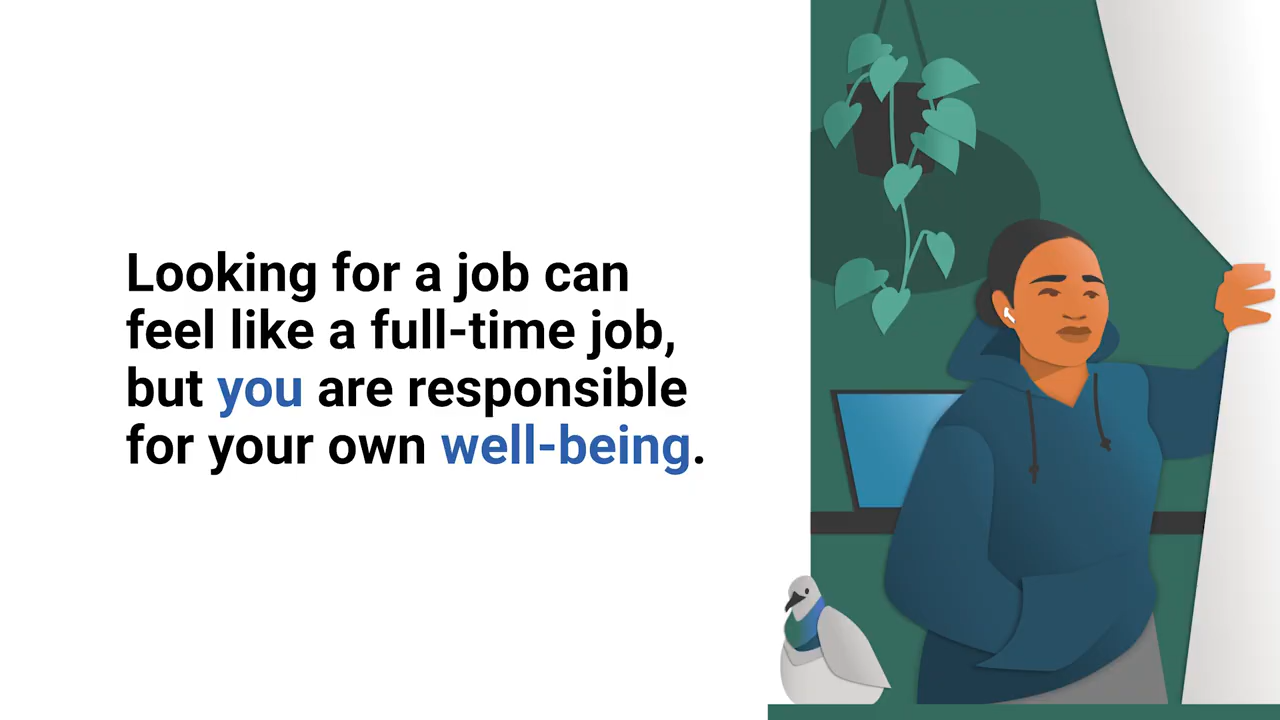 Looking for a job can
feel like a full-time job,
but you are responsible
for your own well-being.